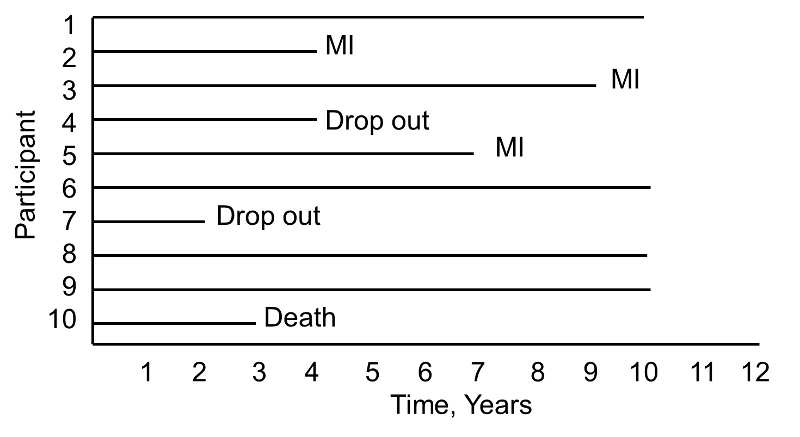 1
2 MI
3 MI
4 Drop out
5 MI
6
7 Drop out
8
9
10 Death
Participant
1 2 3 4 5 6 7 8 9 10 11 12
Time, Years